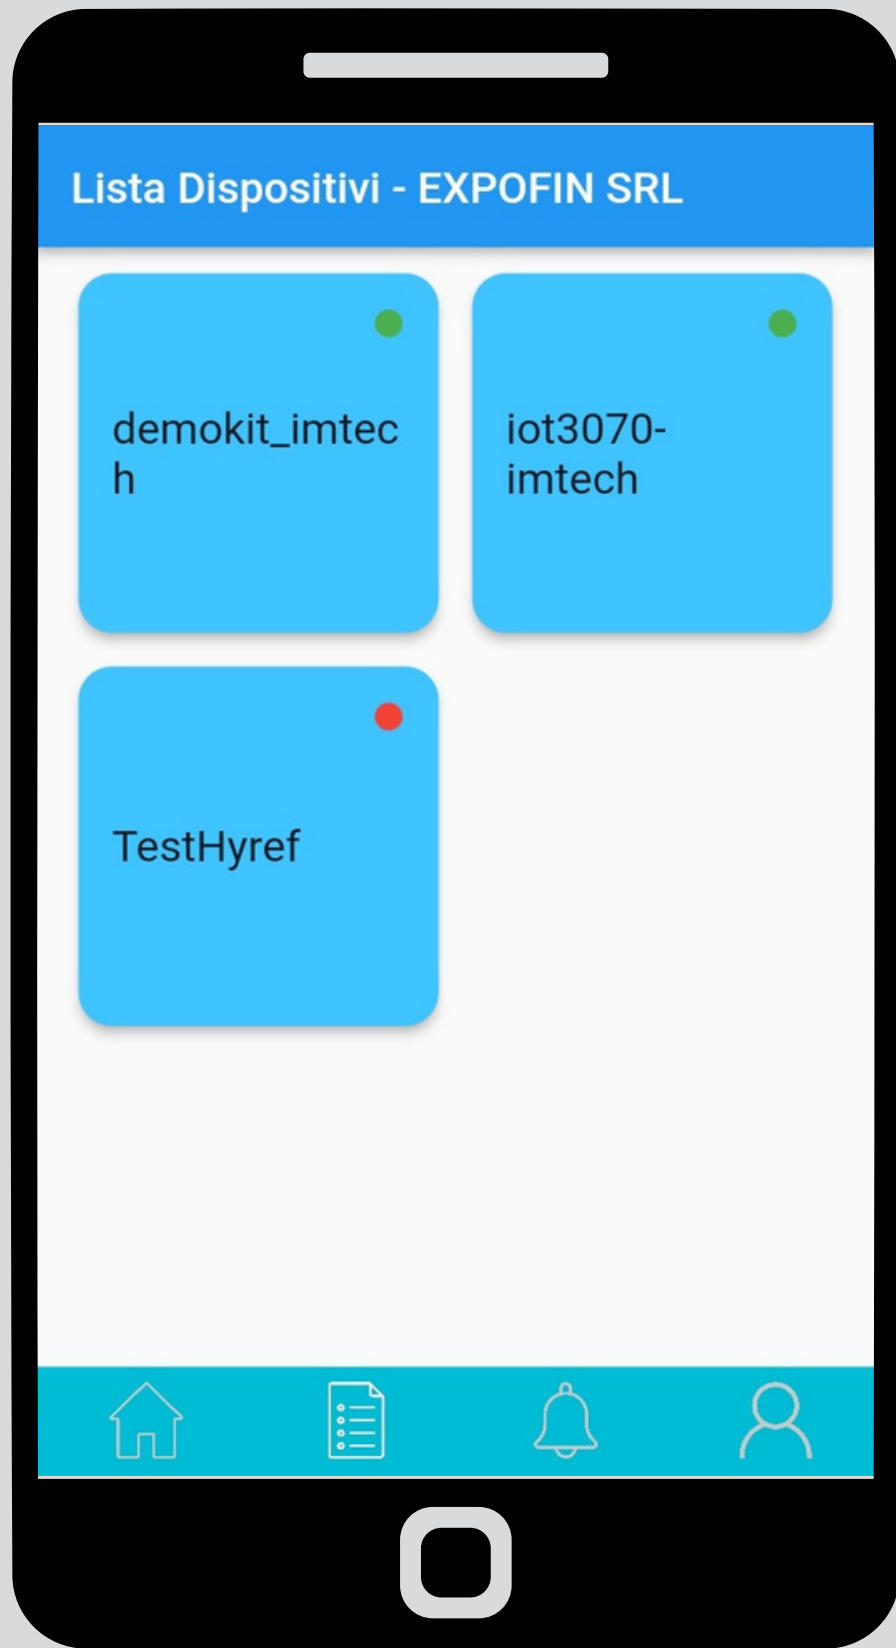 Lista Dispositivi - EXPOFIN SRL
demokit_imtec
h
iot3070-
imtech
TestHyref